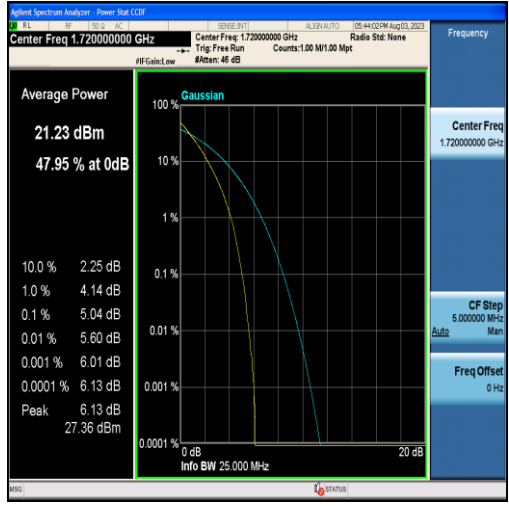 Agilent Spectrum Analyzer - Power Stat CCDF
RL RF 50 Ω AC SENSE:INT ALIGN AUTO 05:44:02 PM Aug 03, 2023
Center Freq 1.720000000 GHz
Center Freq: 1.720000000 GHz
Radio Std: None
Trig: Free Run Counts:1.00 M/1.00 Mpt
#IFGain:Low
#Atten: 46 dB
Frequency
Average Power
21.23 dBm
47.95 % at 0dB
10.0 % 2.25 dB
1.0 % 4.14 dB
0.1 % 5.04 dB
0.01 % 5.60 dB
0.001 % 6.01 dB
0.0001 % 6.13 dB
Peak 6.13 dB
27.36 dBm
Gaussian
100 %
10 %
1 %
0.1 %
0.01 %
0.001 %
0.0001 %
0 dB
20 dB
Info BW 25.000 MHz
Center Freq
1.720000000 GHz
CF Step
5.000000 MHz
Auto Man
Freq Offset
0 Hz
MSG
STATUS